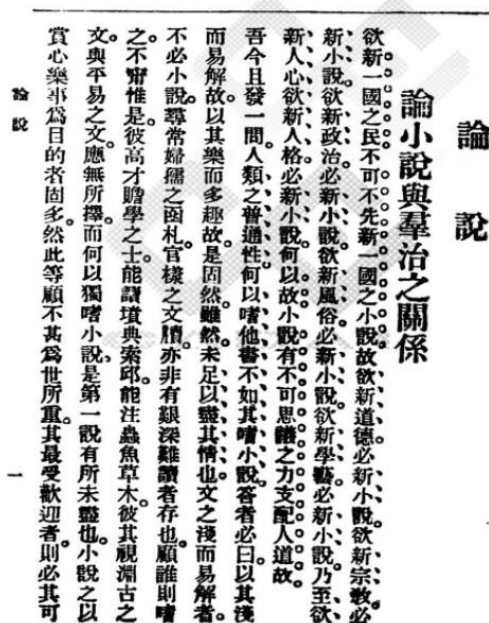 論說
論小說與羣治之關係
欲新一國之民不可不先新一國之小說故欲新道德必新小說欲新宗教必
新小說欲新政治必新小說欲新風俗必新小說欲新學藝必新小說乃至欲
新人心欲新人格必新小說何以故小說有不可思議之力支配人道故
吾今且發一問人類之普通性何以嗜他書不如其嗜小說答者必曰以其淺
而易解故以其樂而多趣故是固然雖然未足以盡其情也文之淺而易解者
不必小說尋常婦孺之函札官樣之文牘亦非有艱深難讀者存也顧誰則嗜
之不甯惟是彼高才贍學之士能讀墳典索邱能注蟲魚草木彼其視淵古之
文與平易之文應無所擇而何以獨嗜小說是第一說有所未盡也小說之以
賞心樂事爲目的者固多然此等顧不甚爲世所重其最受歡迎者則必其可
論說
一